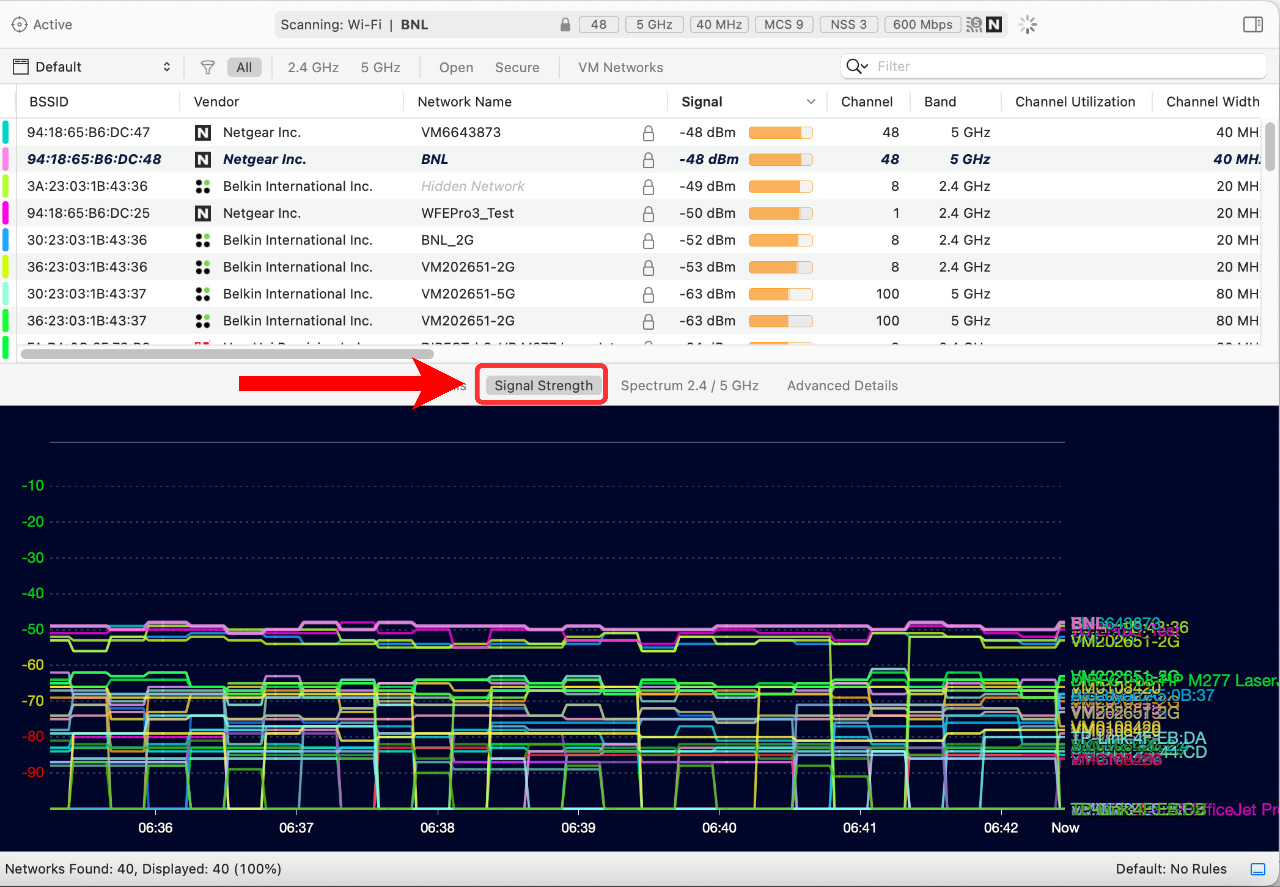 Active Scanning: Wi-Fi | BNL 48 5 GHz 40 MHz MCS 9 NSS 3 600 Mbps
Default All 2.4 GHz 5 GHz Open Secure VM Networks Filter
BSSID Vendor Network Name Signal Channel Band Channel Utilization Channel Width
94:18:65:B6:DC:47 N Netgear Inc. VM6643873 -48 dBm 48 5 GHz 40 MH
94:18:65:B6:DC:48 N Netgear Inc. BNL -48 dBm 48 5 GHz 40 MH
3A:23:03:1B:43:36 Belkin International Inc. Hidden Network -49 dBm 8 2.4 GHz 20 MH
94:18:65:B6:DC:25 N Netgear Inc. WFEPro3_Test -50 dBm 1 2.4 GHz 20 MH
30:23:03:1B:43:36 Belkin International Inc. BNL_2G -52 dBm 8 2.4 GHz 20 MH
36:23:03:1B:43:36 Belkin International Inc. VM202651-2G -53 dBm 8 2.4 GHz 20 MH
30:23:03:1B:43:37 Belkin International Inc. VM202651-5G -63 dBm 100 5 GHz 80 MH
36:23:03:1B:43:37 Belkin International Inc. VM202651-2G -63 dBm 100 5 GHz 80 MH
Signal Strength Spectrum 2.4 / 5 GHz Advanced Details
-10
-20
-30
-40
-50
-60
-70
-80
-90
BNL
VM202651-2G
HP M277 LaserJ
06:36 06:37 06:38 06:39 06:40 06:41 06:42 Now
Networks Found: 40, Displayed: 40 (100%) Default: No Rules